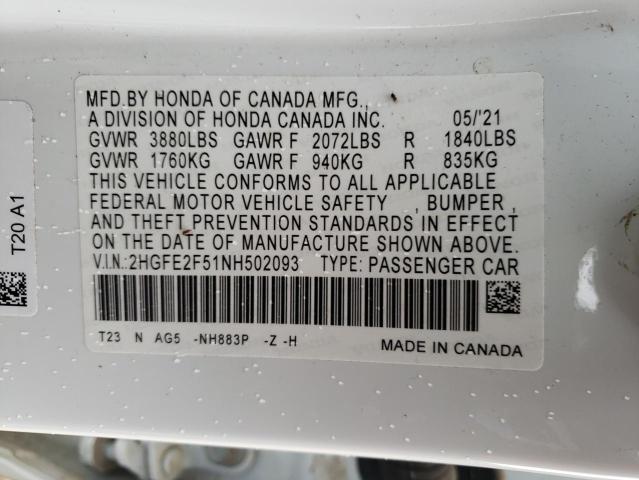 MFD.BY HONDA OF CANADA MFG.,
A DIVISION OF HONDA CANADA INC. 05/'21
GVWR 3880LBS GAWR F 2072LBS R 1840LBS
GVWR 1760KG GAWR F 940KG R 835KG
THIS VEHICLE CONFORMS TO ALL APPLICABLE
FEDERAL MOTOR VEHICLE SAFETY , BUMPER ,
AND THEFT PREVENTION STANDARDS IN EFFECT
ON THE DATE OF MANUFACTURE SHOWN ABOVE.
V.I.N.:2HGFE2F51NH502093 TYPE: PASSENGER CAR
T23 N AG5 -NH883P -Z -H
MADE IN CANADA
T20 A1